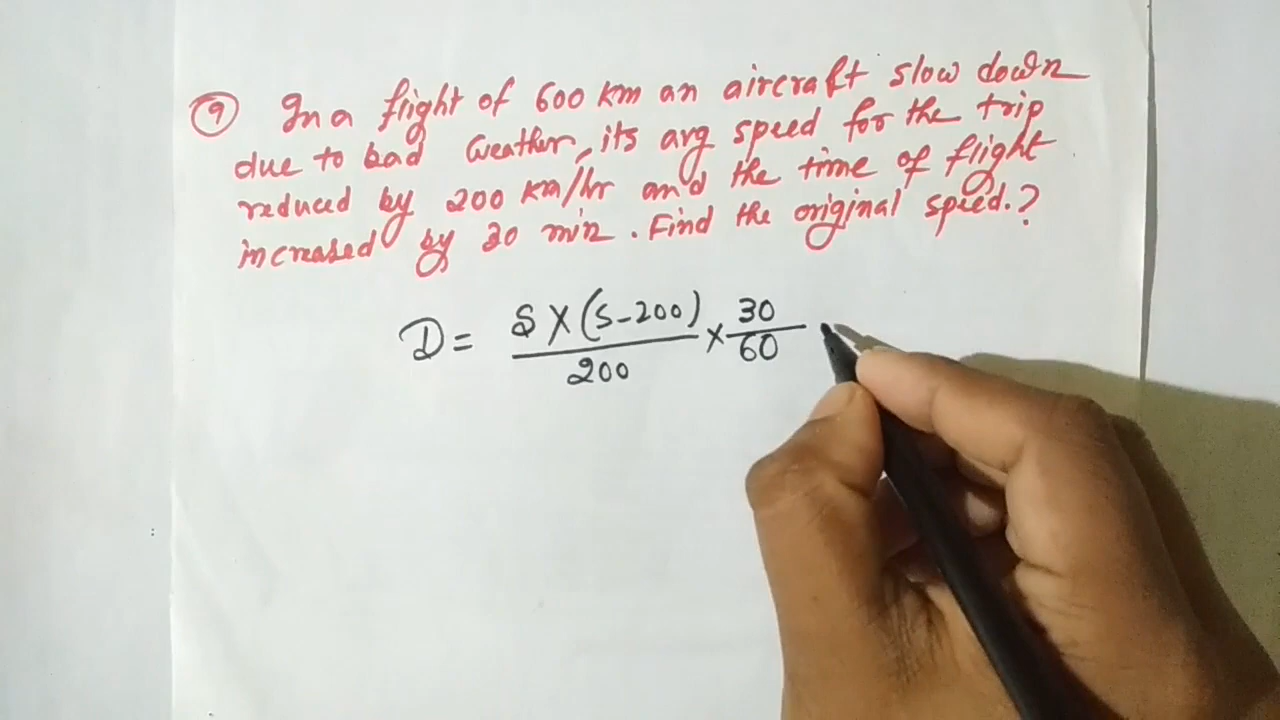 9 In a flight of 600 km an aircraft slow down
due to bad weather, its avg speed for the trip
reduced by 200 km/hr and the time of flight
increased by 30 min. Find the original speed.?
D = S × (S-200) / 200 × 30 / 60